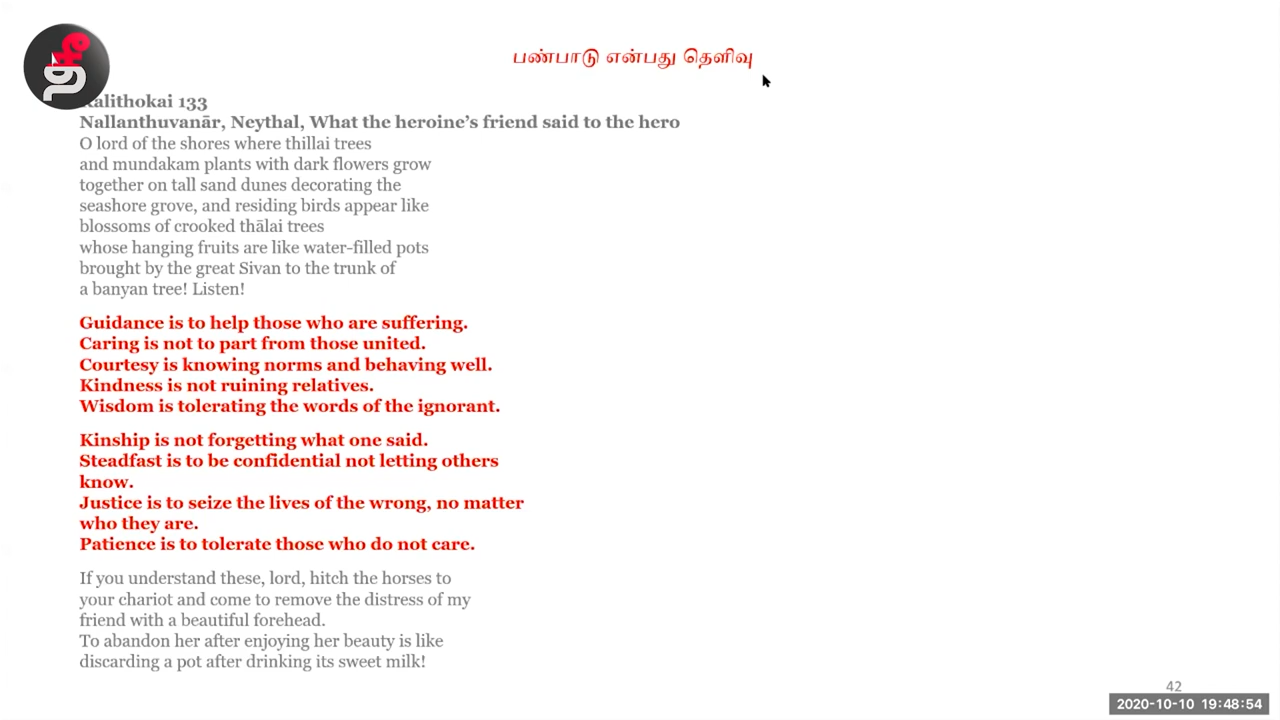 பண்பாடு என்பது தெளிவு
Kalithokai 133
Nallanthuvanār, Neythal, What the heroine's friend said to the hero
O lord of the shores where thillai trees
and mundakam plants with dark flowers grow
together on tall sand dunes decorating the
seashore grove, and residing birds appear like
blossoms of crooked thālai trees
whose hanging fruits are like water-filled pots
brought by the great Sivan to the trunk of
a banyan tree! Listen!
Guidance is to help those who are suffering.
Caring is not to part from those united.
Courtesy is knowing norms and behaving well.
Kindness is not ruining relatives.
Wisdom is tolerating the words of the ignorant.
Kinship is not forgetting what one said.
Steadfast is to be confidential not letting others
know.
Justice is to seize the lives of the wrong, no matter
who they are.
Patience is to tolerate those who do not care.
If you understand these, lord, hitch the horses to
your chariot and come to remove the distress of my
friend with a beautiful forehead.
To abandon her after enjoying her beauty is like
discarding a pot after drinking its sweet milk!
42
2020-10-10 19:48:54